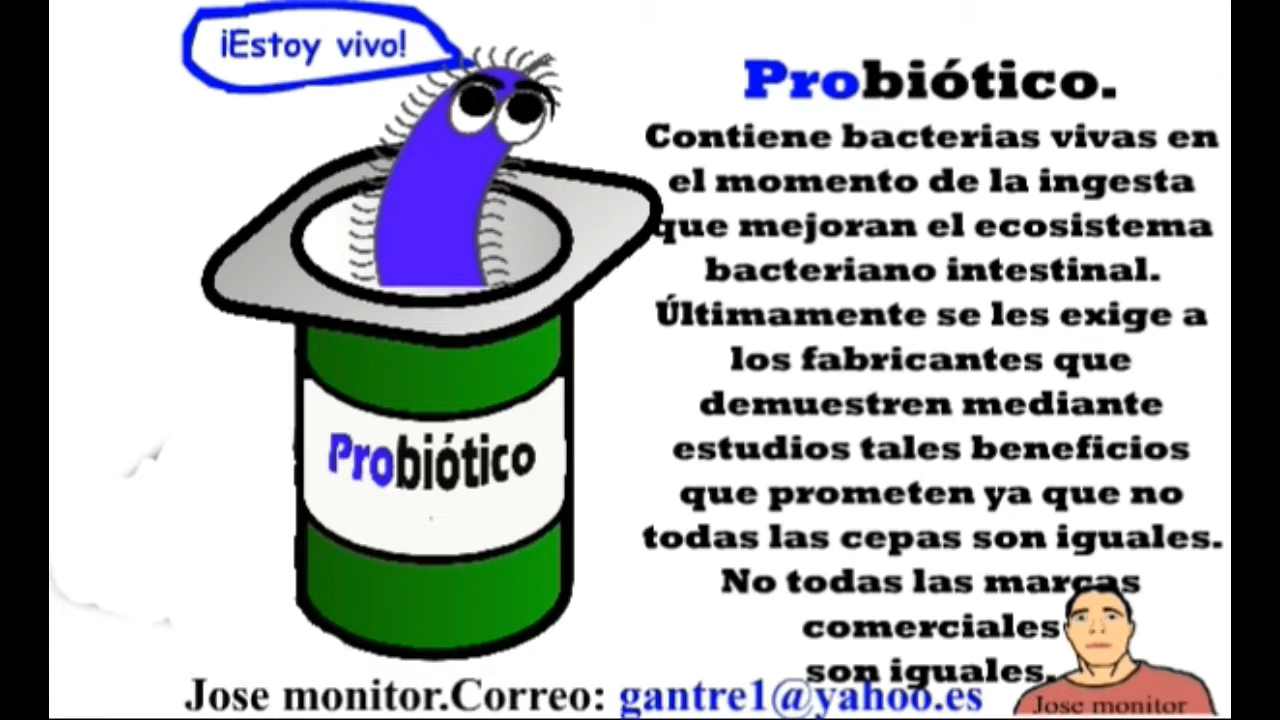 ¡Estoy vivo!
Probiótico.
Contiene bacterias vivas en
el momento de la ingesta
que mejoran el ecosistema
bacteriano intestinal.
Últimamente se les exige a
los fabricantes que
demuestren mediante
estudios tales beneficios
que prometen ya que no
todas las cepas son iguales.
No todas las marcas
comerciales
son iguales.
Probiótico
Jose monitor.Correo: gantre1@yahoo.es
Jose monitor